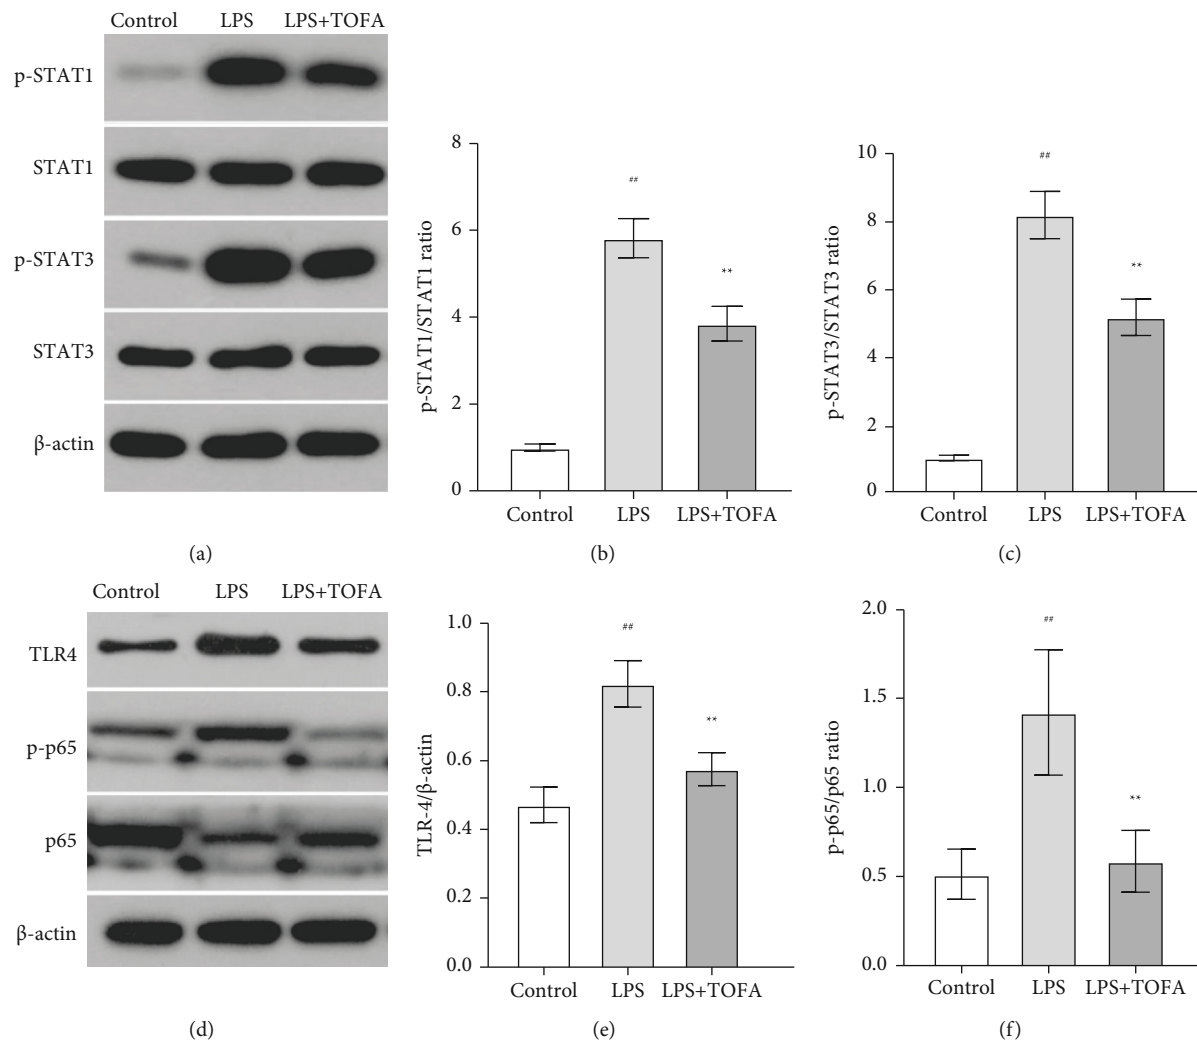 Control LPS LPS+TOFA
p-STAT1
STAT1
p-STAT3
STAT3
β-actin
(a)
p-STAT1/STAT1 ratio
8
6
4
2
0
##
**
Control LPS LPS+TOFA
(b)
p-STAT3/STAT3 ratio
10
8
6
4
2
0
##
**
Control LPS LPS+TOFA
(c)
Control LPS LPS+TOFA
TLR4
p-p65
p65
β-actin
(d)
TLR-4/β-actin
1.0
0.8
0.6
0.4
0.2
0.0
##
**
Control LPS LPS+TOFA
(e)
p-p65/p65 ratio
2.0
1.5
1.0
0.5
0.0
##
**
Control LPS LPS+TOFA
(f)